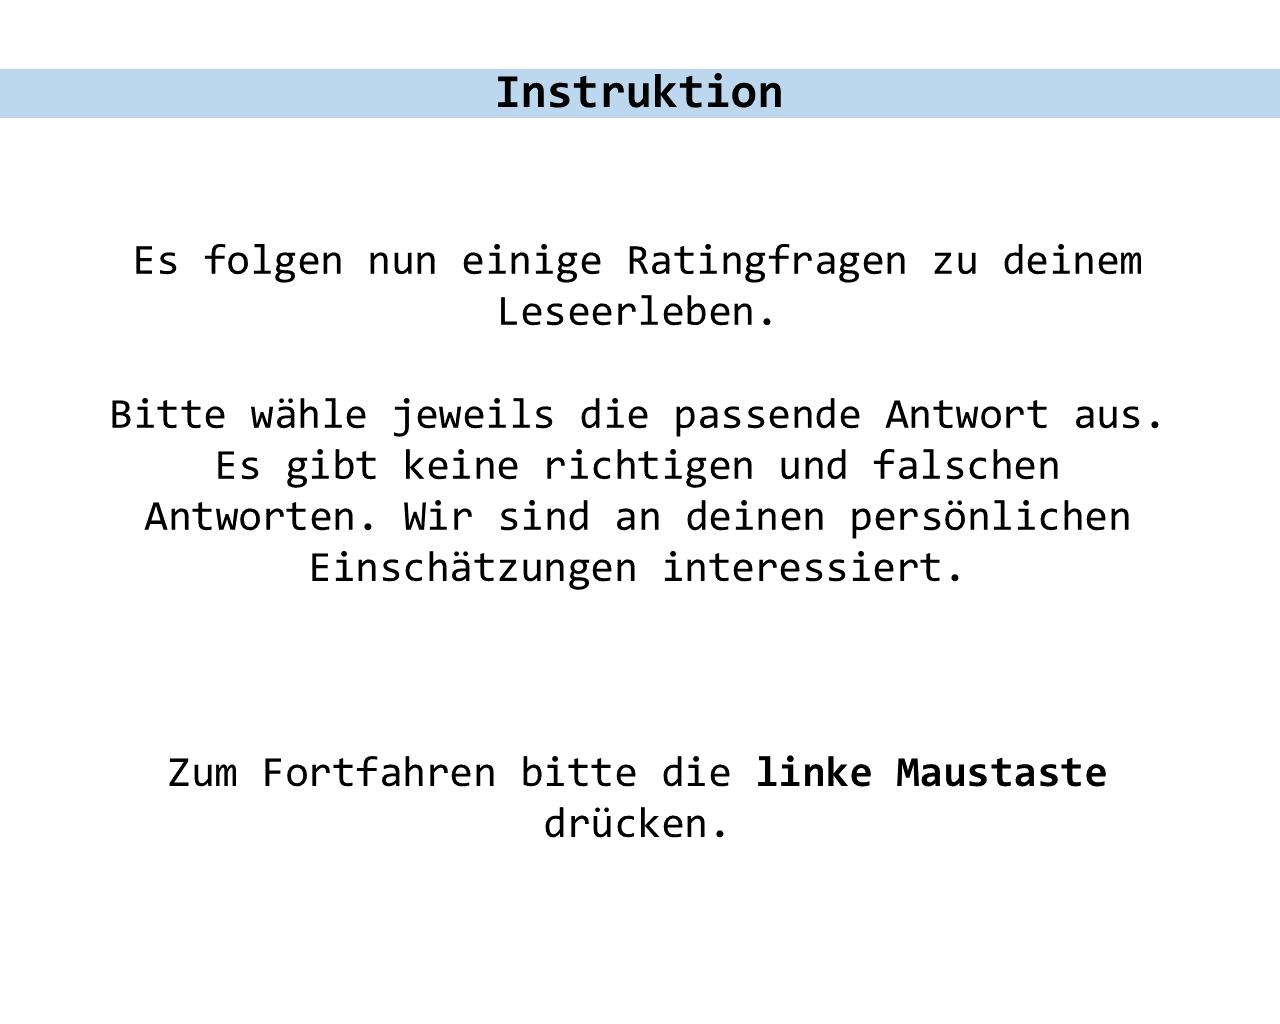 Instruktion
Es folgen nun einige Ratingfragen zu deinem
Leseerleben.
Bitte wähle jeweils die passende Antwort aus.
Es gibt keine richtigen und falschen
Antworten. Wir sind an deinen persönlichen
Einschätzungen interessiert.
Zum Fortfahren bitte die linke Maustaste
drücken.